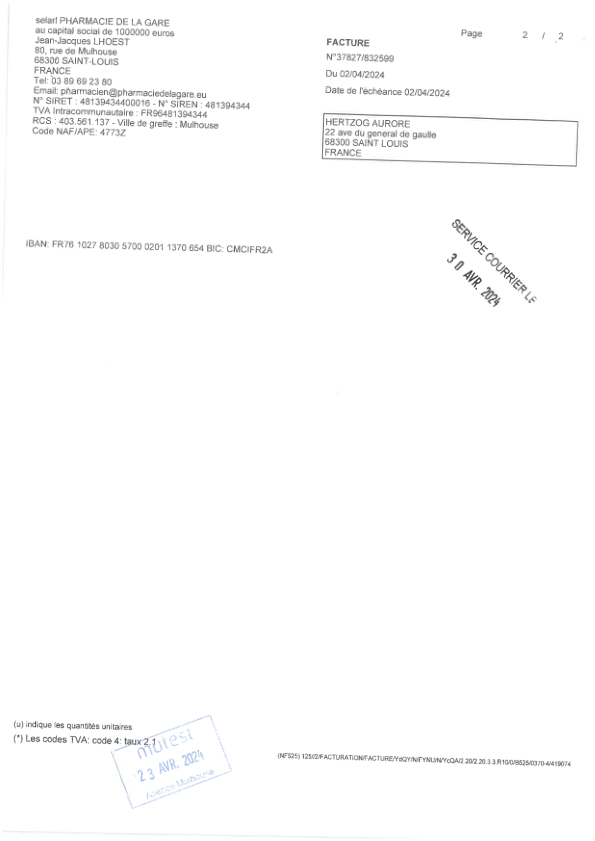 selarl PHARMACIE DE LA GARE
au capital social de 1000000 euros
Jean-Jacques LHOEST
80, rue de Mulhouse
68300 SAINT-LOUIS
FRANCE
Tel: 03 89 69 23 80
Email: pharmacien@pharmaciedelagare.eu
N° SIRET : 48139434400016 - N° SIREN : 481394344
TVA Intracommunautaire : FR96481394344
RCS : 403.561.137 - Ville de greffe : Mulhouse
Code NAF/APE: 4773Z
Page 2 / 2
FACTURE
N°37827/832599
Du 02/04/2024
Date de l'échéance 02/04/2024
HERTZOG AURORE
22 ave du general de gaulle
68300 SAINT LOUIS
FRANCE
IBAN: FR76 1027 8030 5700 0201 1370 654 BIC: CMCIFR2A
SERVICE COURRIER LE
30 AVR. 2024
(u) indique les quantités unitaires
(*) Les codes TVA: code 4: taux 2.1
mutest
23 AVR. 2024
Agence Mulhouse
(NF525) 125/2/FACTURATION/FACTURE/YdQY/NiFYNU/N/YcQA/2.20/2.20.3.3.R10/0/8525/0370-4/419074